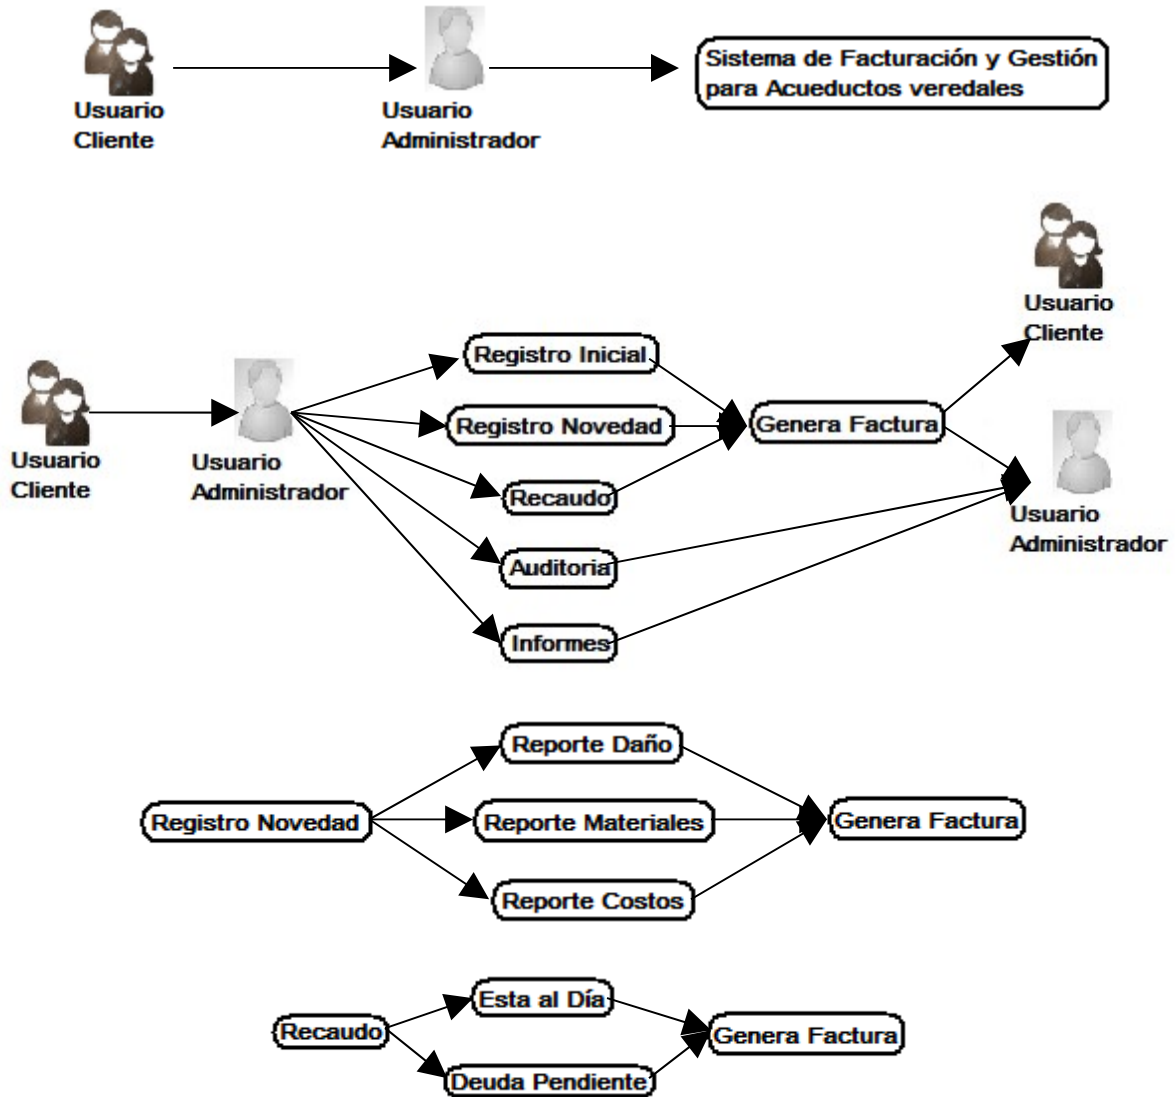 Usuario
Cliente
Usuario
Administrador
Sistema de Facturación y Gestión
para Acueductos veredales
Usuario
Cliente
Usuario
Cliente
Usuario
Administrador
Registro Inicial
Registro Novedad
Recaudo
Auditoria
Informes
Genera Factura
Usuario
Administrador
Registro Novedad
Reporte Daño
Reporte Materiales
Reporte Costos
Genera Factura
Recaudo
Esta al Día
Deuda Pendiente
Genera Factura